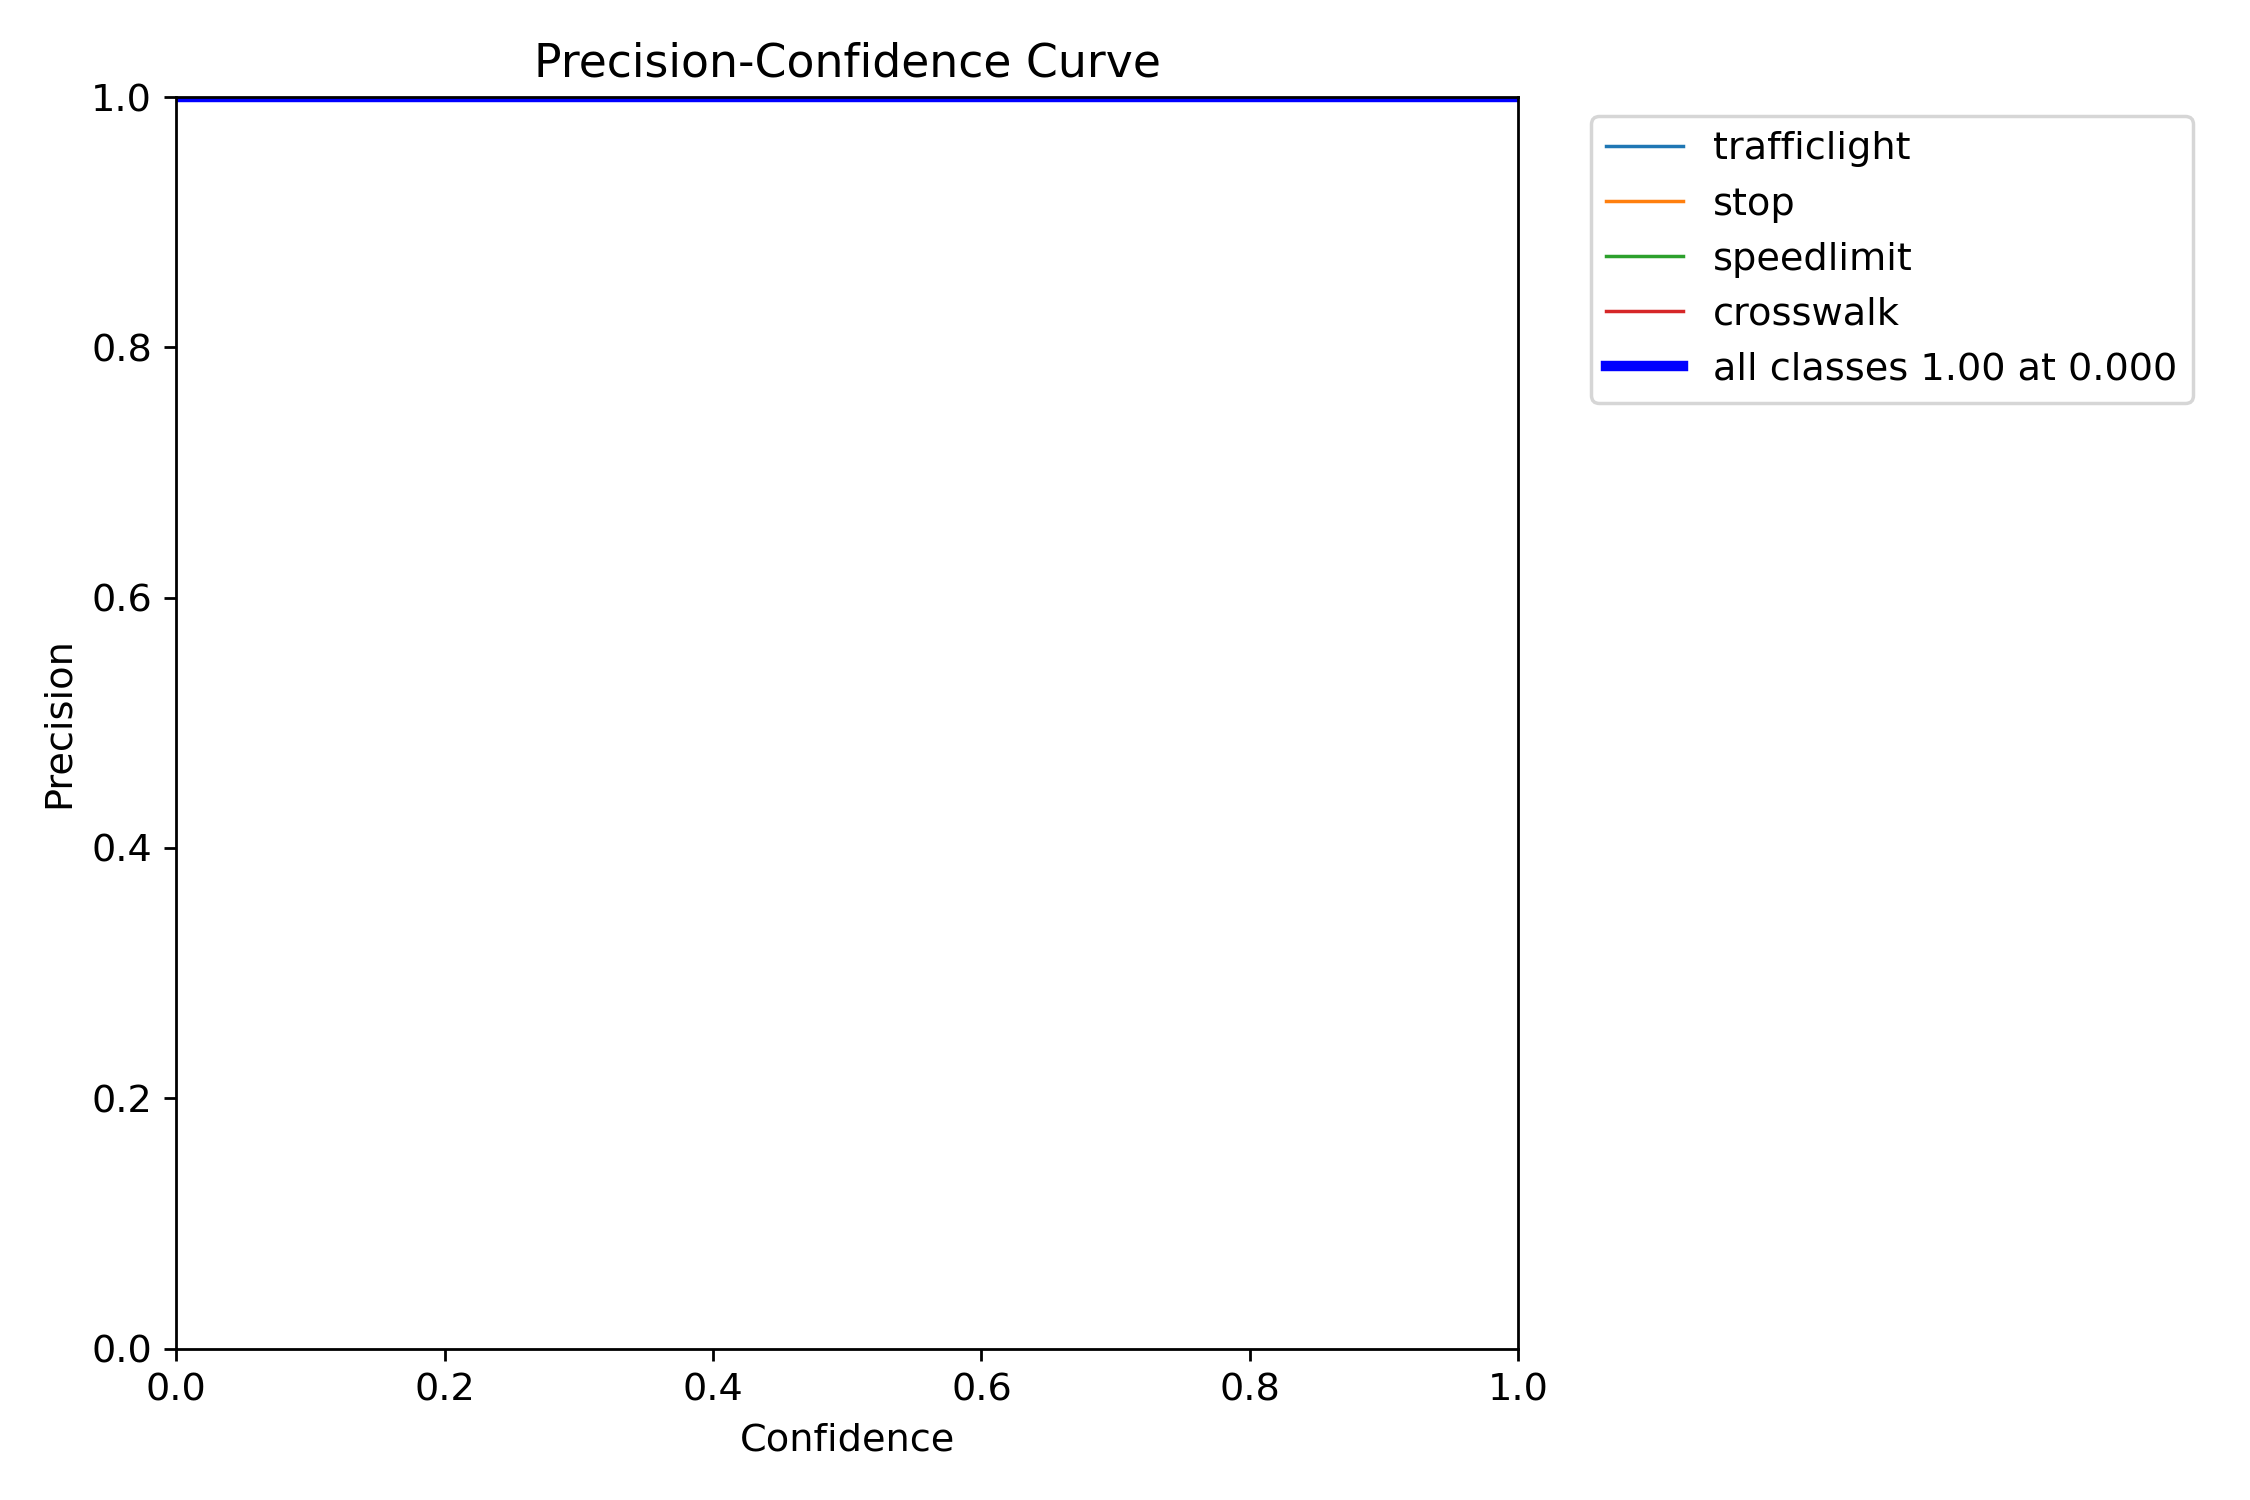 Precision-Confidence Curve
1.0
0.8
0.6
0.4
0.2
0.0
Precision
0.0 0.2 0.4 0.6 0.8 1.0
Confidence
trafficlight
stop
speedlimit
crosswalk
all classes 1.00 at 0.000